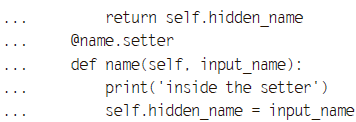 ...         return self.hidden_name
...     @name.setter
...     def name(self, input_name):
...         print('inside the setter')
...         self.hidden_name = input_name